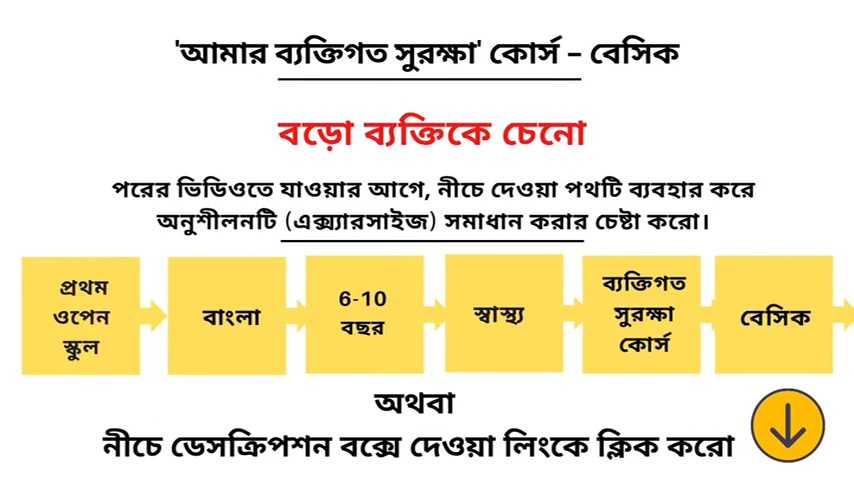 'আমার ব্যক্তিগত সুরক্ষা' কোর্স – বেসিক
বড়ো ব্যক্তিকে চেনো
পরের ভিডিওতে যাওয়ার আগে, নীচে দেওয়া পথটি ব্যবহার করে
অনুশীলনটি (এক্স্যারসাইজ) সমাধান করার চেষ্টা করো।
প্রথম
ওপেন
স্কুল
বাংলা
6-10
বছর
স্বাস্থ্য
ব্যক্তিগত
সুরক্ষা
কোর্স
বেসিক
অথবা
নীচে ডেসক্রিপশন বক্সে দেওয়া লিংকে ক্লিক করো